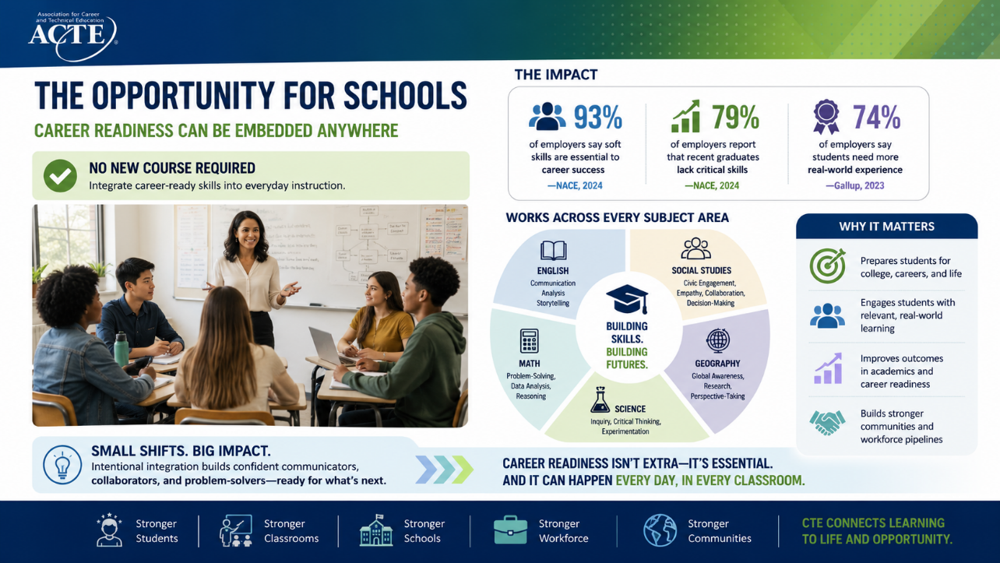 Association for Career
and Technical Education
ACTE®
THE OPPORTUNITY FOR SCHOOLS
CAREER READINESS CAN BE EMBEDDED ANYWHERE
NO NEW COURSE REQUIRED
Integrate career-ready skills into everyday instruction.
SMALL SHIFTS. BIG IMPACT.
Intentional integration builds confident communicators,
collaborators, and problem-solvers—ready for what's next.
THE IMPACT
93%
of employers say soft
skills are essential to
career success
—NACE, 2024
79%
of employers report
that recent graduates
lack critical skills
—NACE, 2024
74%
of employers say
students need more
real-world experience
—Gallup, 2023
WORKS ACROSS EVERY SUBJECT AREA
ENGLISH
Communication
Analysis
Storytelling
SOCIAL STUDIES
Civic Engagement,
Empathy, Collaboration,
Decision-Making
MATH
Problem-Solving,
Data Analysis,
Reasoning
BUILDING
SKILLS.
BUILDING
FUTURES.
GEOGRAPHY
Global Awareness,
Research,
Perspective-Taking
SCIENCE
Inquiry, Critical Thinking,
Experimentation
WHY IT MATTERS
Prepares students for
college, careers, and life
Engages students with
relevant, real-world
learning
Improves outcomes
in academics and
career readiness
Builds stronger
communities and
workforce pipelines
CAREER READINESS ISN'T EXTRA—IT'S ESSENTIAL.
AND IT CAN HAPPEN EVERY DAY, IN EVERY CLASSROOM.
Stronger
Students
Stronger
Classrooms
Stronger
Schools
Stronger
Workforce
Stronger
Communities
CTE CONNECTS LEARNING
TO LIFE AND OPPORTUNITY.